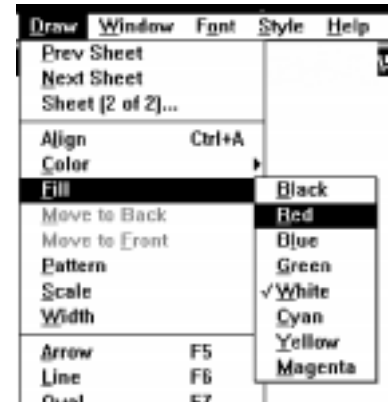 Draw Window Font Style Help
Prev Sheet
Next Sheet
Sheet (2 of 2)...
Align Ctrl+A
Color
Fill
Move to Back
Move to Front
Pattern
Scale
Width
Arrow F5
Line F6
Oval F7
Black
Red
Blue
Green
✓White
Cyan
Yellow
Magenta